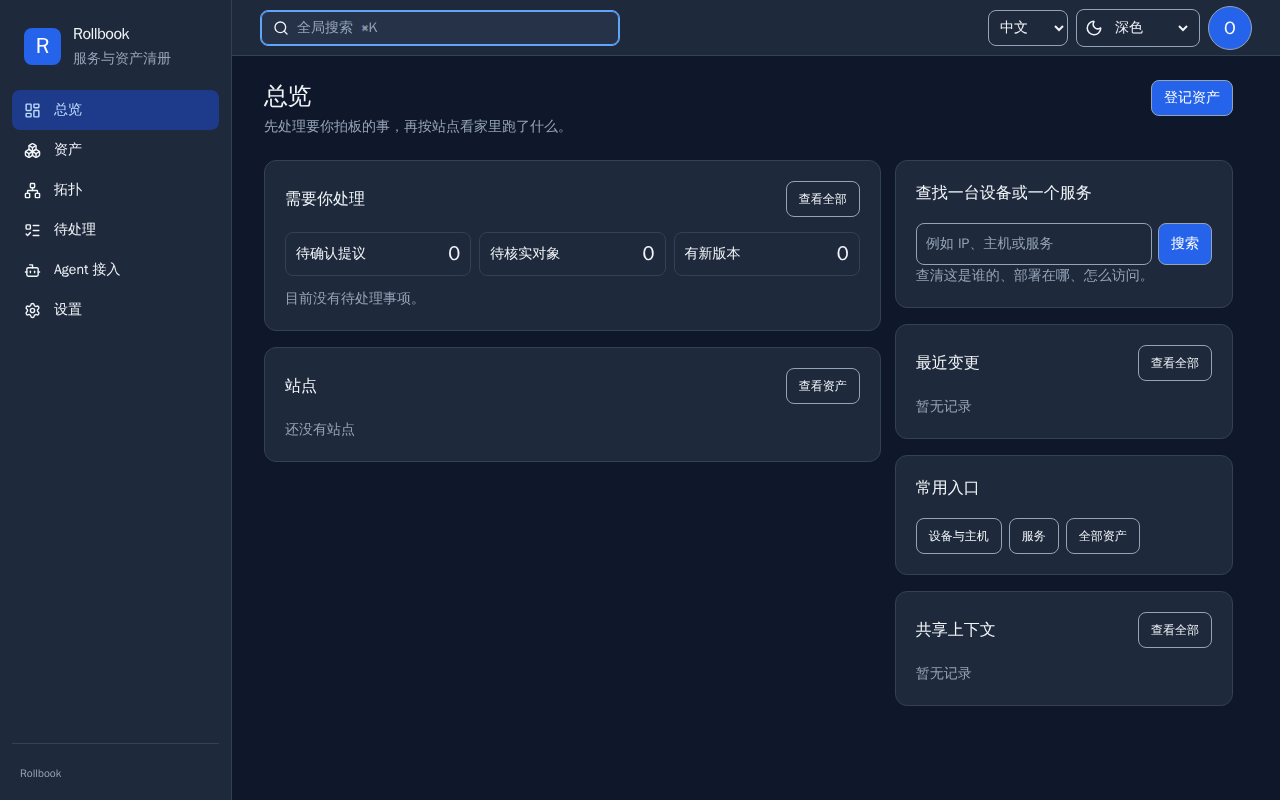 R
Rollbook
服务与资产清册
总览
资产
拓扑
待处理
Agent 接入
设置
Rollbook
全局搜索 ⌘K
中文
深色
0
总览
先处理要你拍板的事，再按站点看家里跑了什么。
登记资产
需要你处理
查看全部
待确认提议 0
待核实对象 0
有新版本 0
目前没有待处理事项。
站点
查看资产
还没有站点
查找一台设备或一个服务
例如 IP、主机或服务
搜索
查清这是谁的、部署在哪、怎么访问。
最近变更
查看全部
暂无记录
常用入口
设备与主机
服务
全部资产
共享上下文
查看全部
暂无记录